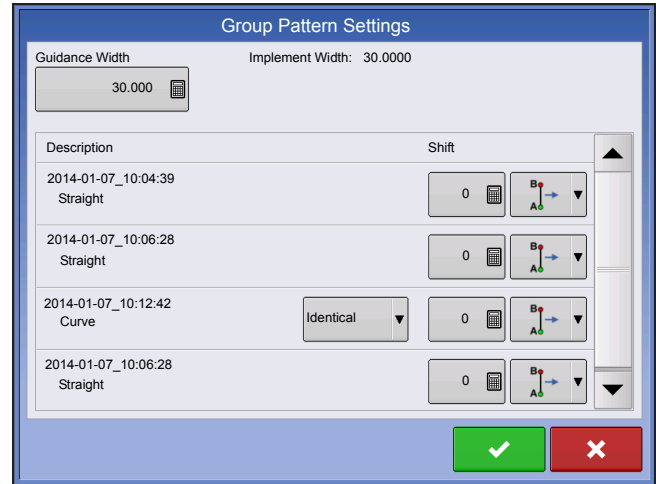 Group Pattern Settings
Guidance Width Implement Width: 30.0000
30.000
Description Shift
2014-01-07_10:04:39
Straight
0 B A
2014-01-07_10:06:28
Straight
0 B A
2014-01-07_10:12:42
Curve
Identical 0 B A
2014-01-07_10:06:28
Straight
0 B A